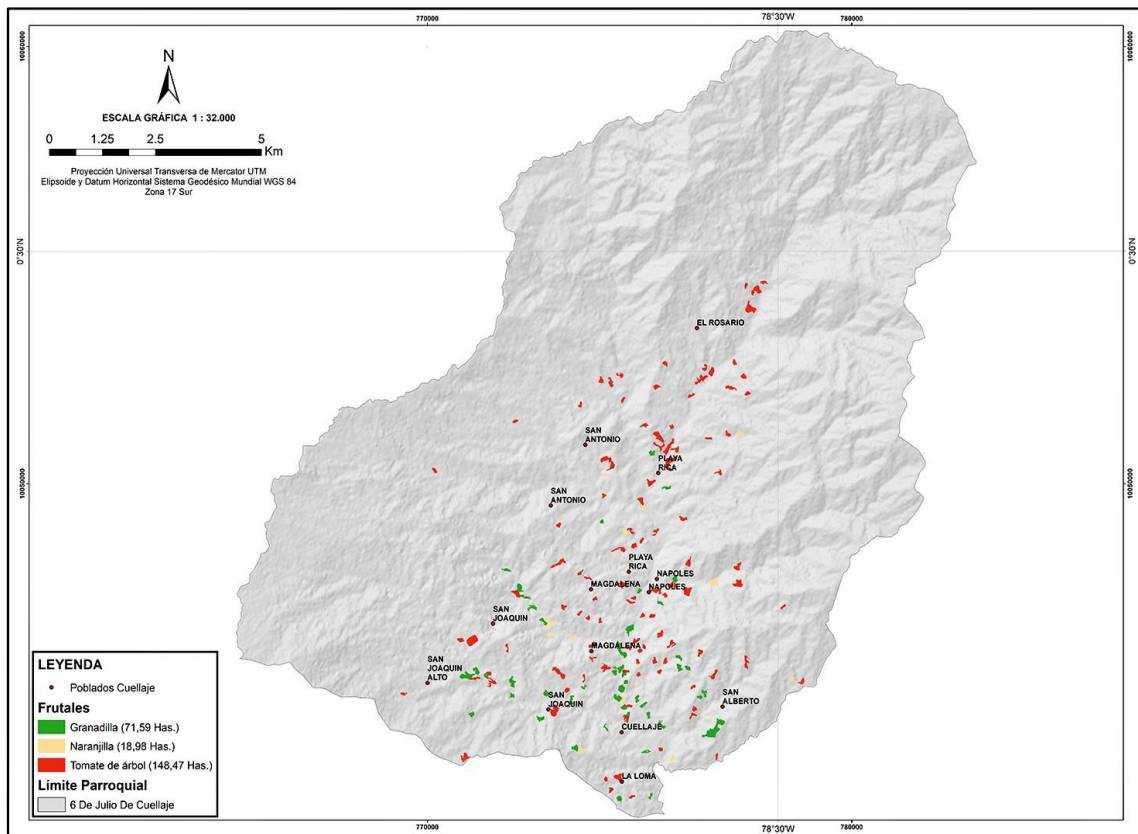 770000
78°30'W
780000
10060000
10060000
N
ESCALA GRÁFICA 1 : 32.000
0 1.25 2.5 5
Km
Proyección Universal Transversa de Mercator UTM
Elipsoide y Datum Horizontal Sistema Geodésico Mundial WGS 84
Zona 17 Sur
0°30'N
0°30'N
EL ROSARIO
SAN
ANTONIO
PLAYA
RICA
10050000
10050000
SAN
ANTONIO
PLAYA
RICA
NAPOLES
MAGDALENA
NAPOLES
SAN
JOAQUIN
MAGDALENA
SAN
JOAQUIN
ALTO
SAN
JOAQUIN
SAN
ALBERTO
CUELLAJE
LA LOMA
LEYENDA
Poblados Cuellaje
Frutales
Granadilla (71,59 Has.)
Naranjilla (18,98 Has.)
Tomate de árbol (148,47 Has.)
Límite Parroquial
6 De Julio De Cuellaje
770000
78°30'W
780000